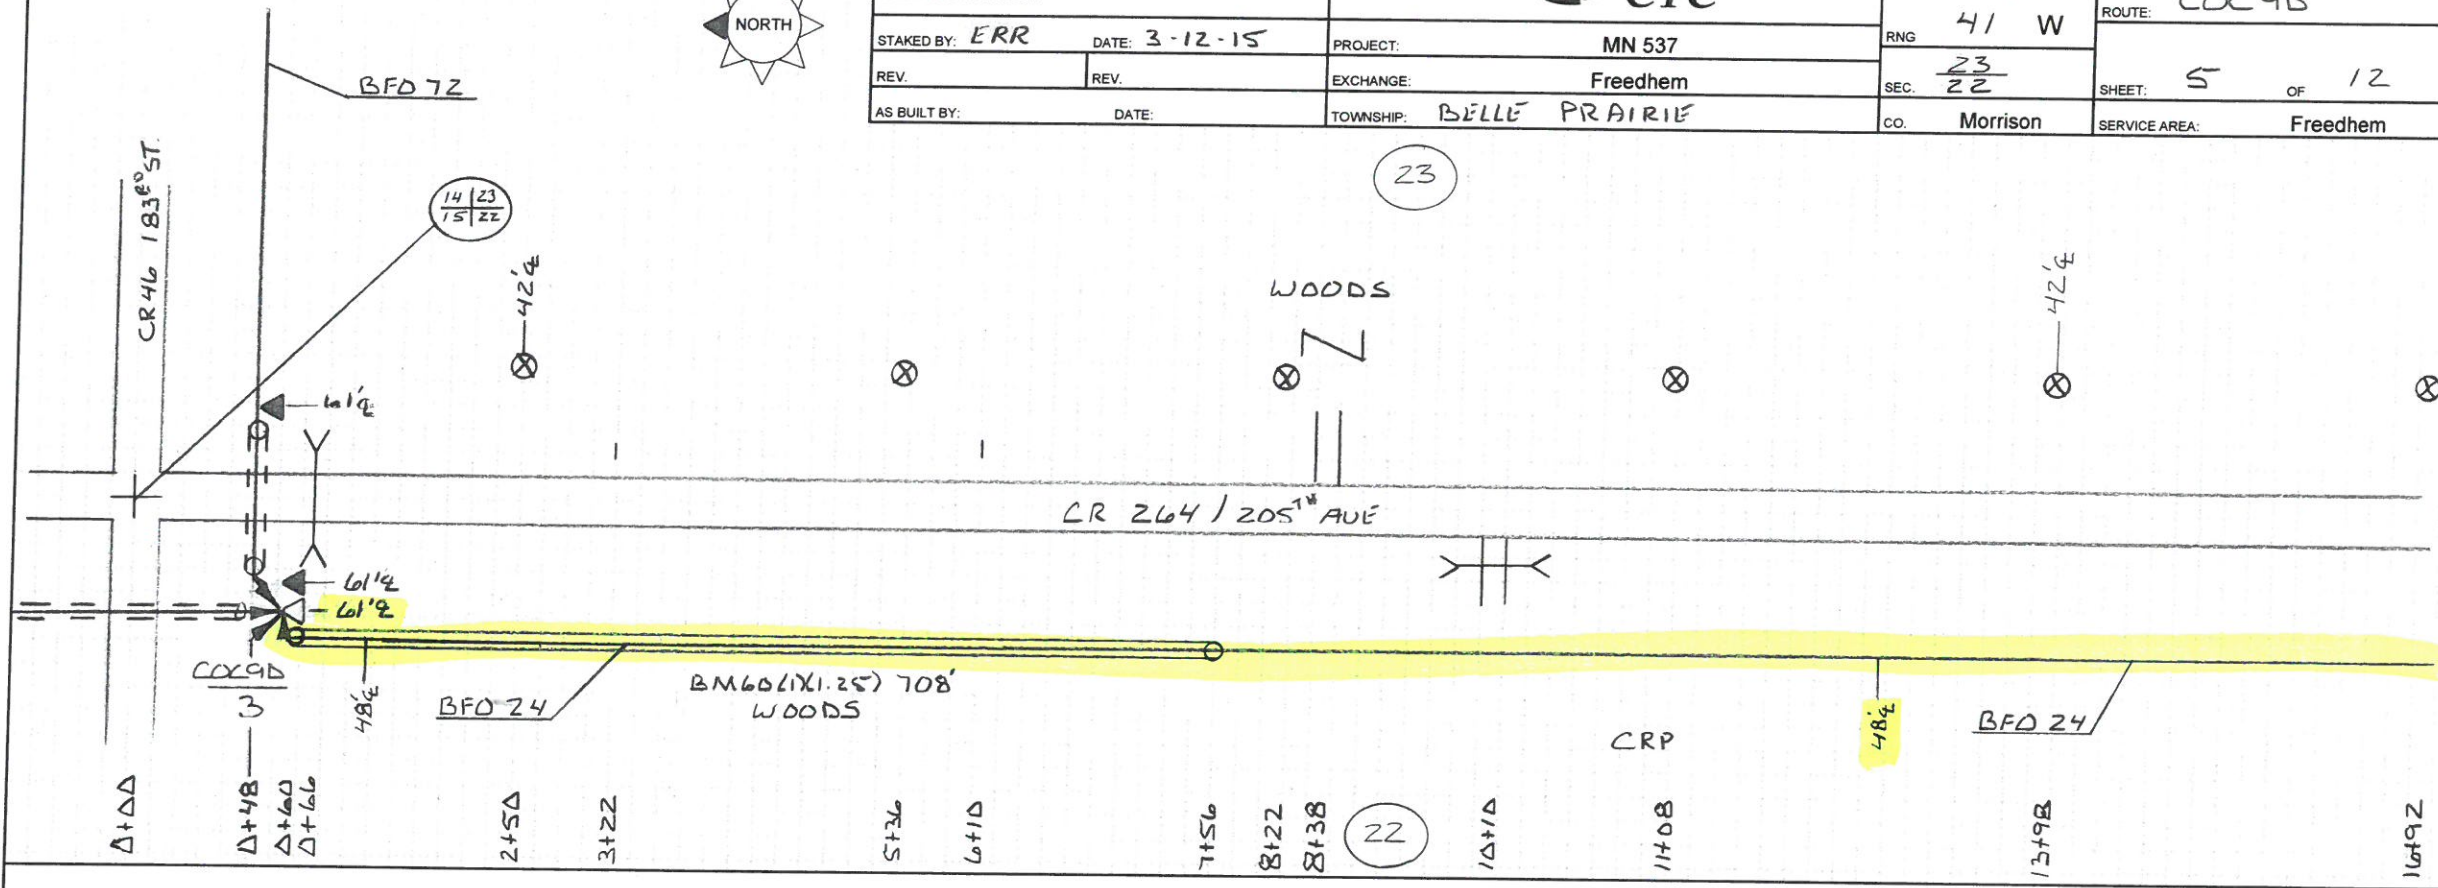 NORTH
STAKED BY: ERR DATE: 3-12-15
REV. REV.
AS BUILT BY: DATE:
PROJECT: MN 537
EXCHANGE: Freedhem
TOWNSHIP: BELLE PRAIRIE
RNG 41 W
SEC. 23
22
CO. Morrison
ROUTE:
SHEET: 5 OF 12
SERVICE AREA: Freedhem
BFO 72
CR46 183RD ST.
14 23
15 22
23
42'℄
WOODS
42'℄
61'℄
CR 264 / 205TH AVE
61'℄
61'℄
COC9D
3
48'℄
BFO 24
BM60(1)(1.25) 708'
WOODS
CRP
48'℄
BFO 24
0+00
0+48
0+60
0+66
2+50
3+22
5+36
6+10
7+56
8+22
8+38
22
10+10
11+08
13+98
16+92